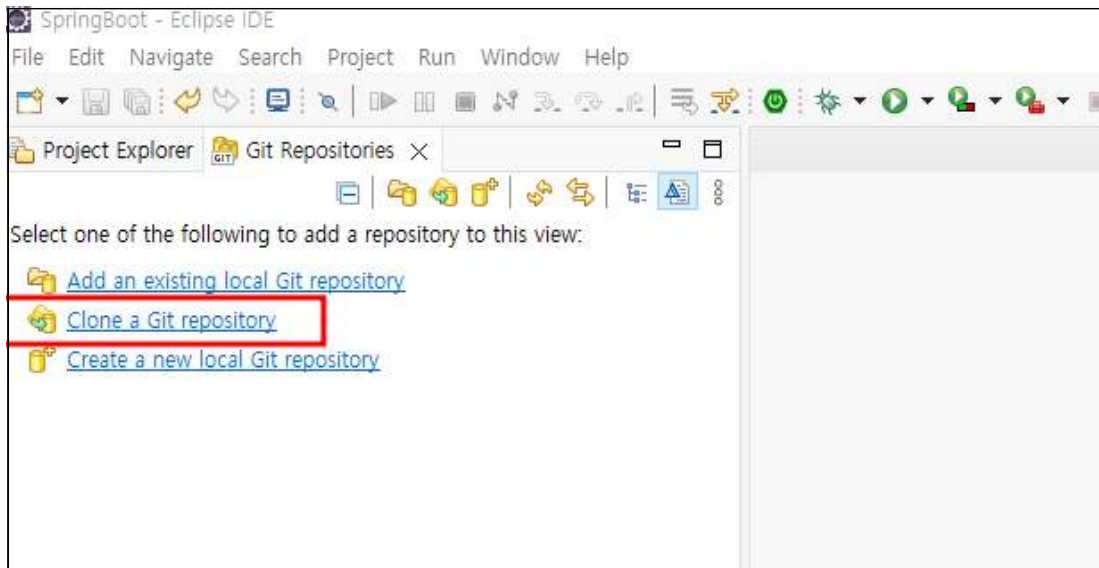 SpringBoot - Eclipse IDE
File Edit Navigate Search Project Run Window Help
Project Explorer GIT Git Repositories
Select one of the following to add a repository to this view:
Add an existing local Git repository
Clone a Git repository
Create a new local Git repository